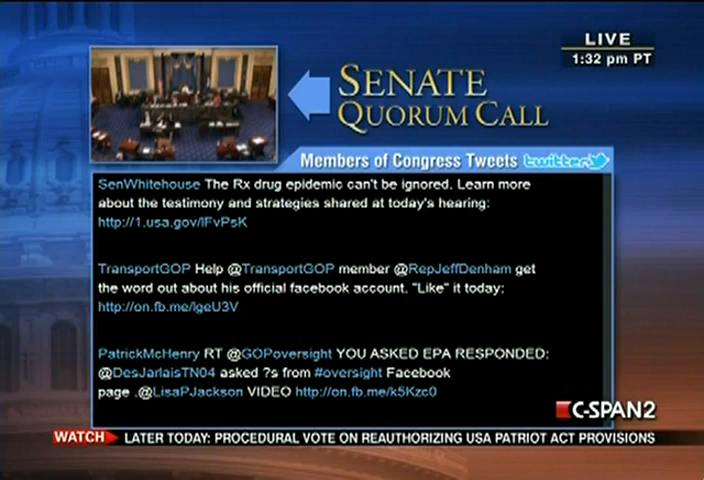 LIVE
1:32 pm PT
SENATE
QUORUM CALL
Members of Congress Tweets twitter
SenWhitehouse The Rx drug epidemic can't be ignored. Learn more
about the testimony and strategies shared at today's hearing:
http://1.usa.gov/lFvPsK
TransportGOP Help @TransportGOP member @RepJeffDenham get
the word out about his official facebook account. "Like" it today:
http://on.fb.me/lgeU3V
PatrickMcHenry RT @GOPoversight YOU ASKED EPA RESPONDED:
@DesJarlaisTN04 asked ?s from #oversight Facebook
page .@LisaPJackson VIDEO http://on.fb.me/k5Kzc0
C-SPAN2
WATCH LATER TODAY: PROCEDURAL VOTE ON REAUTHORIZING USA PATRIOT ACT PROVISIONS